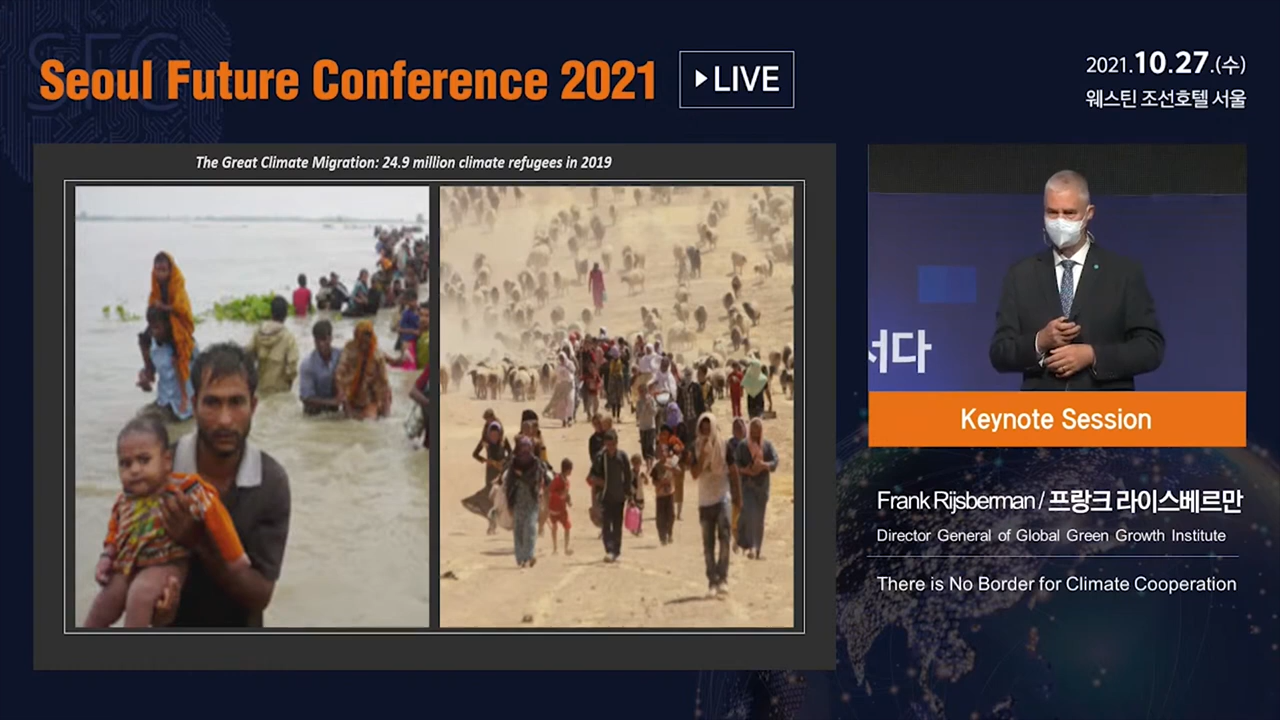 Seoul Future Conference 2021
LIVE
2021.10.27.(수)
웨스틴 조선호텔 서울
The Great Climate Migration: 24.9 million climate refugees in 2019
서다
Keynote Session
Frank Rijsberman / 프랑크 라이스베르만
Director General of Global Green Growth Institute
There is No Border for Climate Cooperation
SFC